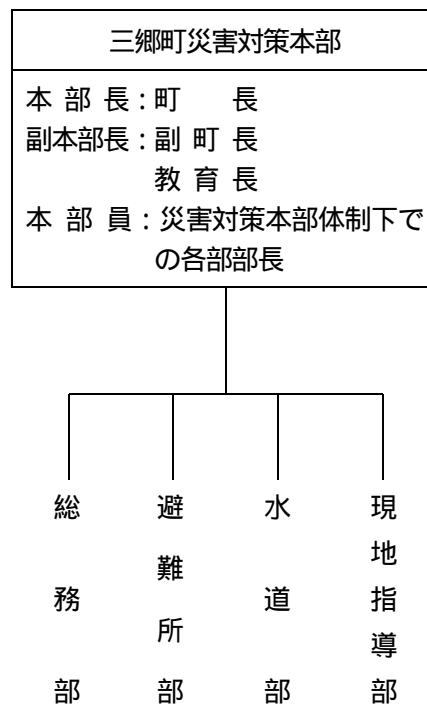 三郷町災害対策本部
本部長：町　長
副本部長：副町長
教育長
本部員：災害対策本部体制下で
の各部部長
総務部
避難所部
水道部
現地指導部